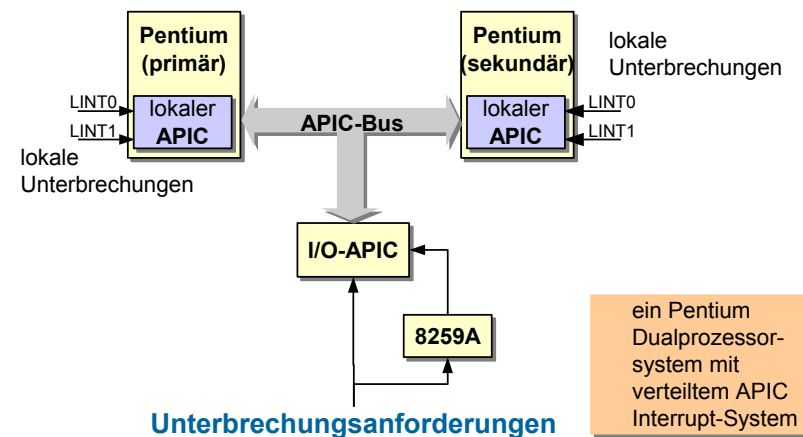 Pentium
(primär)
LINT0
LINT1
lokaler
APIC
lokale
Unterbrechungen
APIC-Bus
Pentium
(sekundär)
lokaler
APIC
LINT0
LINT1
lokale
Unterbrechungen
I/O-APIC
8259A
Unterbrechungsanforderungen
ein Pentium
Dualprozessor-
system mit
verteiltem APIC
Interrupt-System